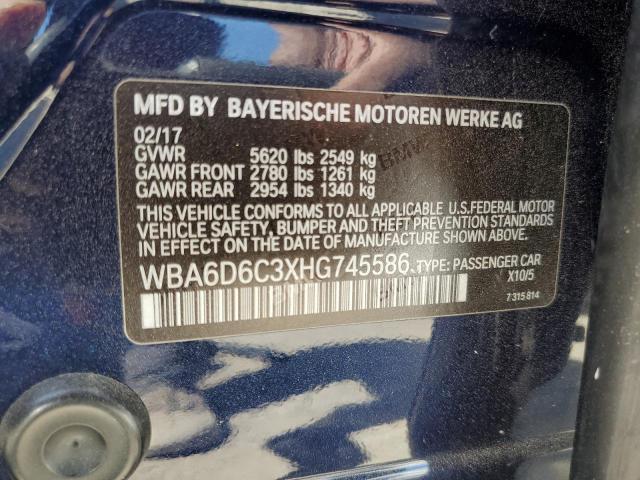 MFD BY BAYERISCHE MOTOREN WERKE AG
02/17
GVWR 5620 lbs 2549 kg
GAWR FRONT 2780 lbs 1261 kg
GAWR REAR 2954 lbs 1340 kg
THIS VEHICLE CONFORMS TO ALL APPLICABLE U.S.FEDERAL MOTOR
VEHICLE SAFETY, BUMPER AND THEFT PREVENTION STANDARDS
IN EFFECT ON THE DATE OF MANUFACTURE SHOWN ABOVE.
WBA6D6C3XHG745586 TYPE: PASSENGER CAR
X10/5
7 315 814
BMW